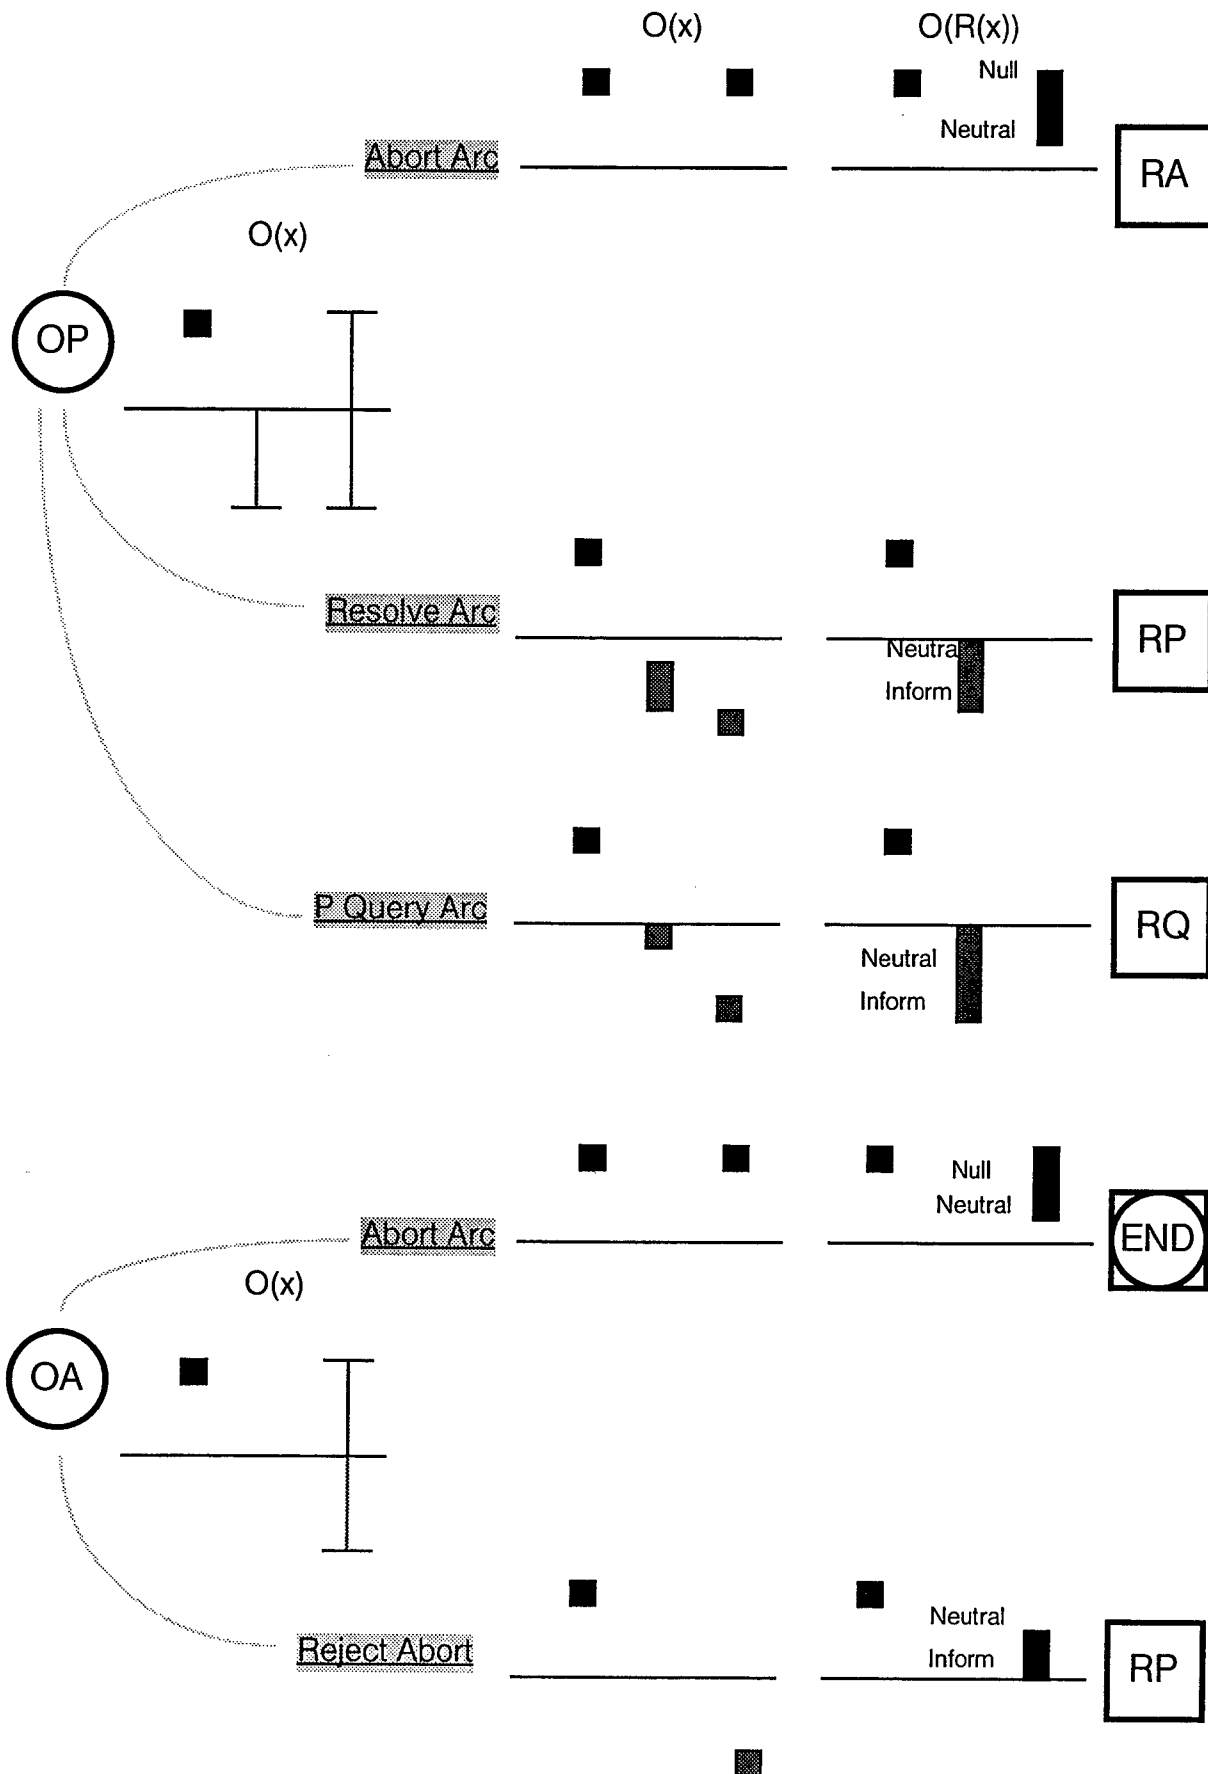 O(x) O(R(x))
Null
Neutral
Abort Arc
RA
O(x)
OP
Resolve Arc
Neutra
Inform
RP
P Query Arc
Neutral
Inform
RQ
Null
Neutral
Abort Arc
END
O(x)
OA
Neutral
Inform
Reject Abort
RP